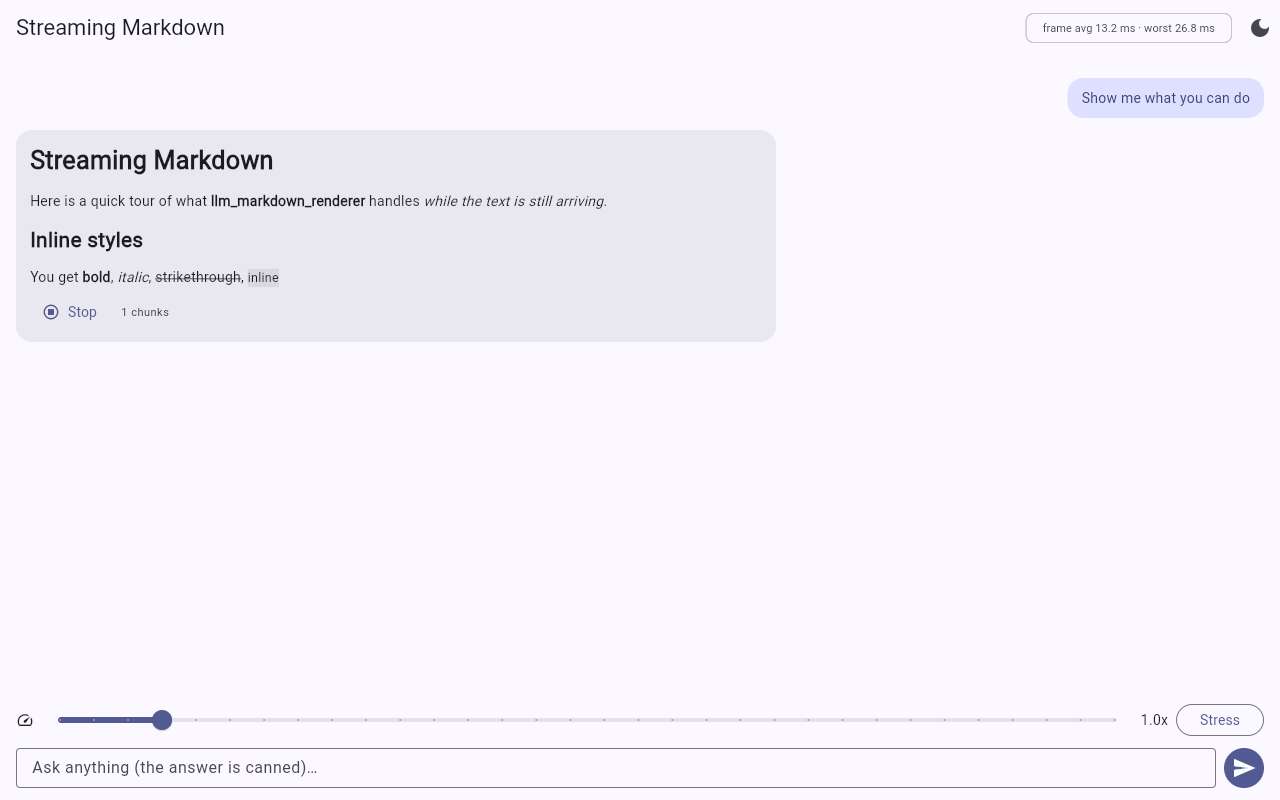 Streaming Markdown
frame avg 13.2 ms · worst 26.8 ms
Show me what you can do
Streaming Markdown
Here is a quick tour of what llm_markdown_renderer handles while the text is still arriving.
Inline styles
You get bold, italic, strikethrough, inline
Stop 1 chunks
1.0x Stress
Ask anything (the answer is canned)…